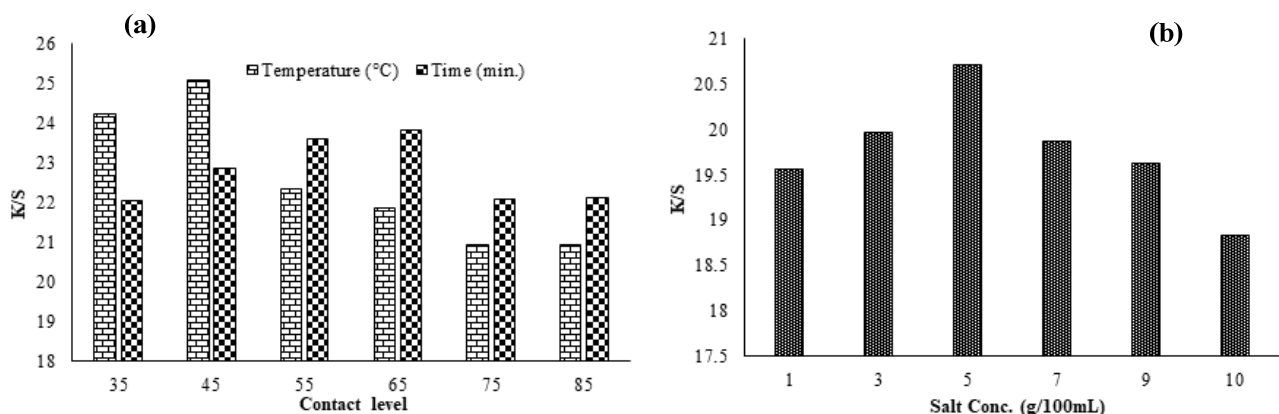 (a)
26
25
24
23
22
21
20
19
18
K/S
Temperature (°C) Time (min.)
35 45 55 65 75 85
Contact level
(b)
21
20.5
20
19.5
19
18.5
18
17.5
K/S
1 3 5 7 9 10
Salt Conc. (g/100mL)